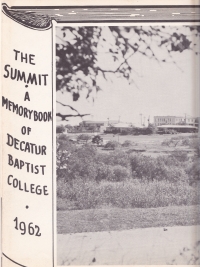 THE
SUMMIT
•
A
MEMORYBOOK
OF
DECATUR
BAPTIST
COLLEGE
•
1962